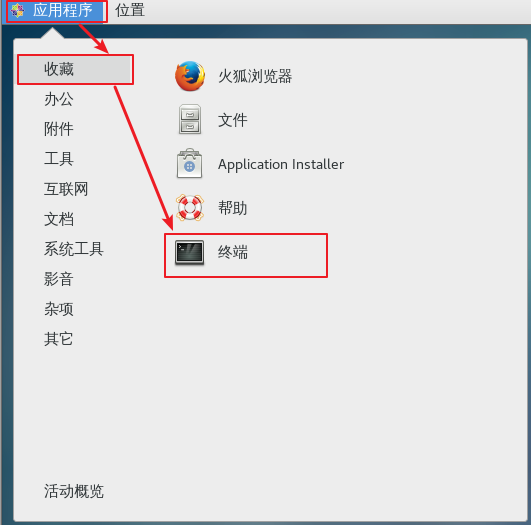 应用程序 位置
收藏
办公
附件
工具
互联网
文档
系统工具
影音
杂项
其它
活动概览
火狐浏览器
文件
Application Installer
帮助
终端